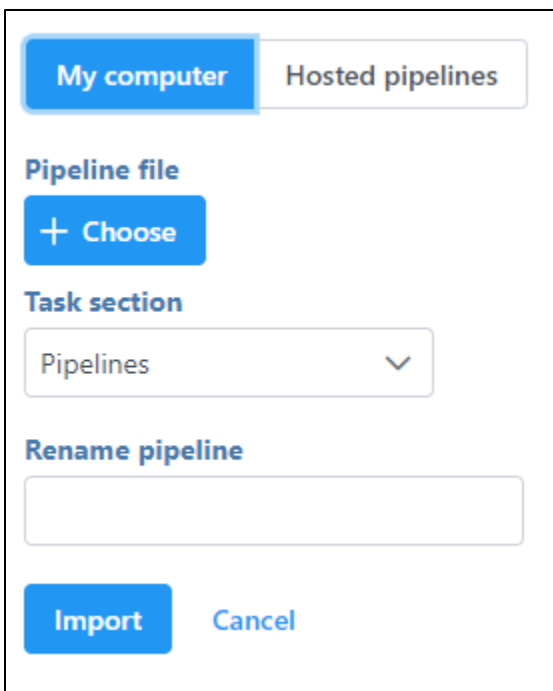 My computer Hosted pipelines
Pipeline file
+ Choose
Task section
Pipelines
Rename pipeline
Import Cancel